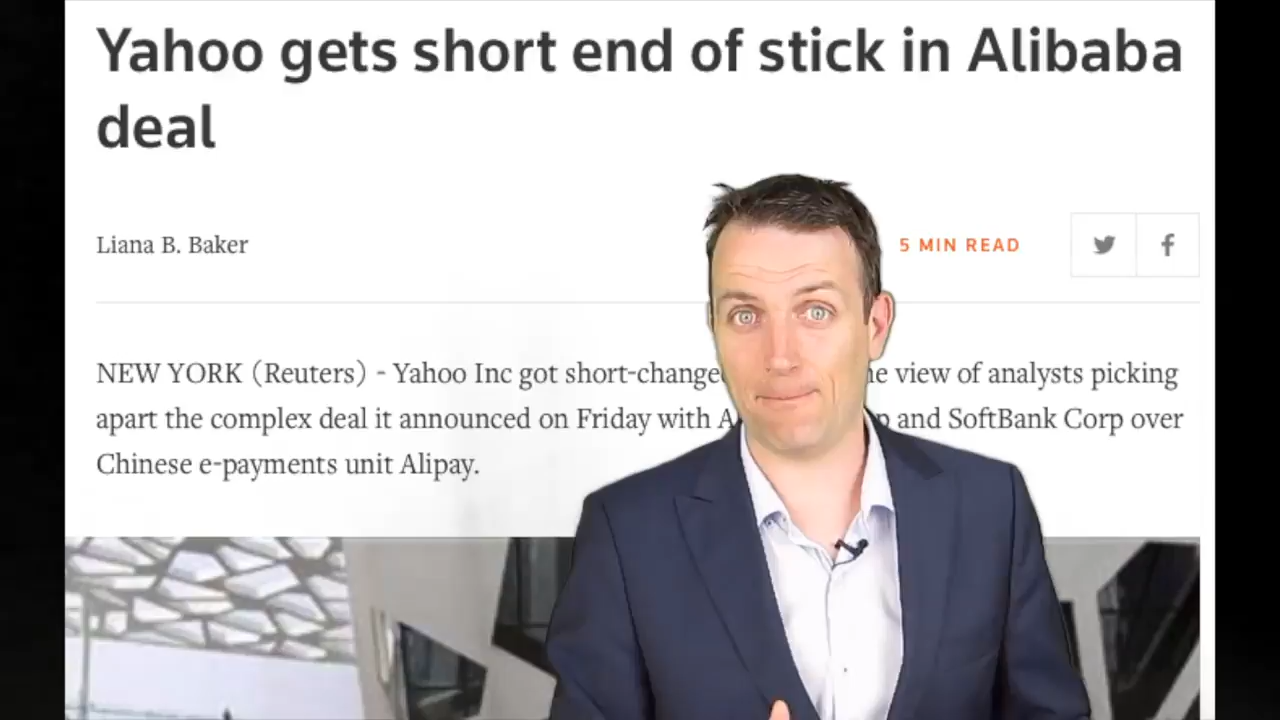 Yahoo gets short end of stick in Alibaba
deal
Liana B. Baker
5 MIN READ
NEW YORK (Reuters) - Yahoo Inc got short-change view of analysts picking
apart the complex deal it announced on Friday with and SoftBank Corp over
Chinese e-payments unit Alipay.